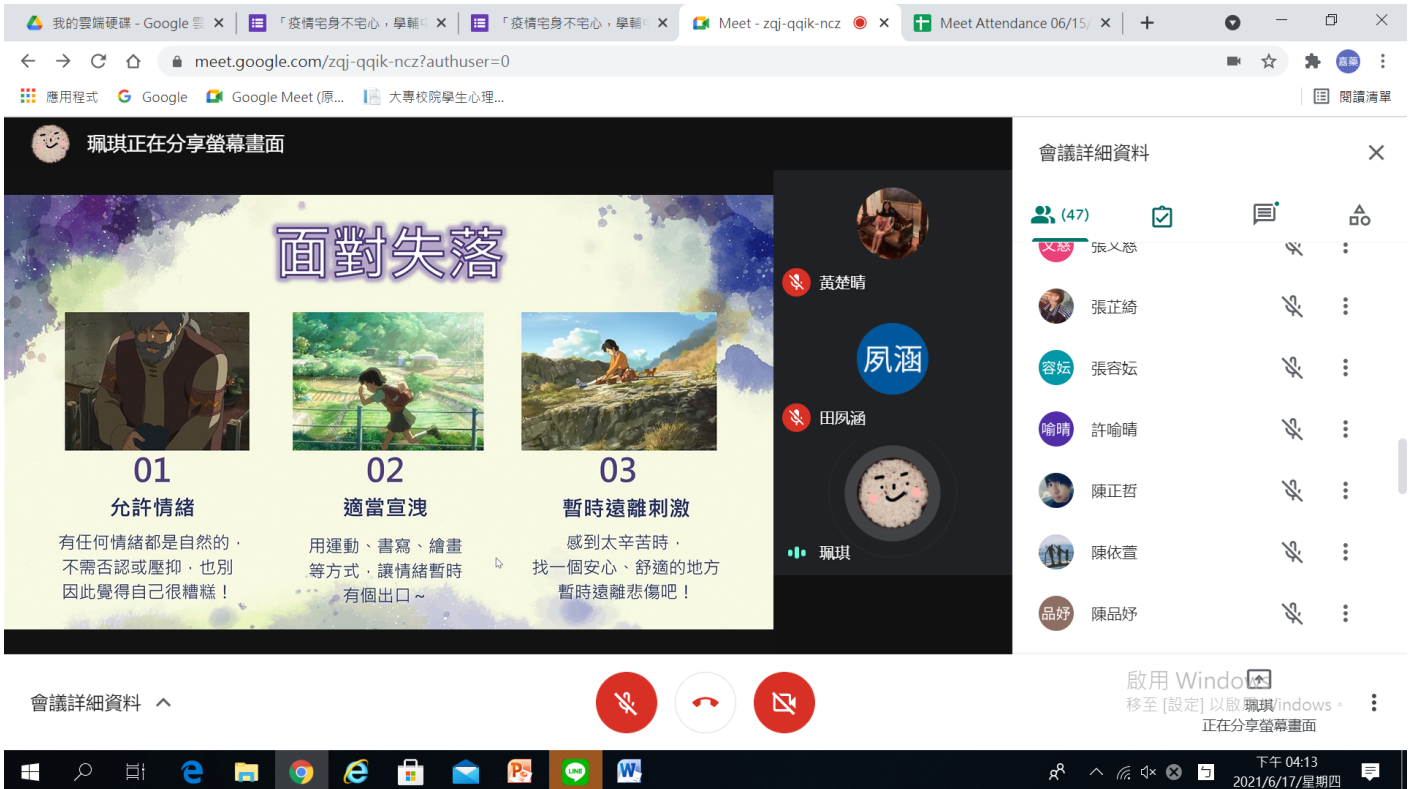 我的雲端硬碟 - Google 雲
「疫情宅身不宅心，學輔中
「疫情宅身不宅心，學輔中
Meet - zqj-qqik-ncz
Meet Attendance 06/15/
meet.google.com/zqj-qqik-ncz?authuser=0
嘉藥
應用程式
Google
Google Meet (原...
大專校院學生心理...
閱讀清單
珮琪正在分享螢幕畫面
面對失落
01
允許情緒
有任何情緒都是自然的，
不需否認或壓抑，也別
因此覺得自己很糟糕！
02
適當宣洩
用運動、書寫、繪畫
等方式，讓情緒暫時
有個出口～
03
暫時遠離刺激
感到太辛苦時，
找一個安心、舒適的地方
暫時遠離悲傷吧！
黃楚晴
夙涵
田夙涵
珮琪
會議詳細資料
(47)
文慈 張文慈
張芷綺
容妘 張容妘
喻晴 許喻晴
陳正哲
陳依萱
品妤 陳品妤
會議詳細資料
啟用 Windows
移至 [設定] 以啟用 Windows。
珮琪
正在分享螢幕畫面
LINE
下午 04:13
2021/6/17/星期四